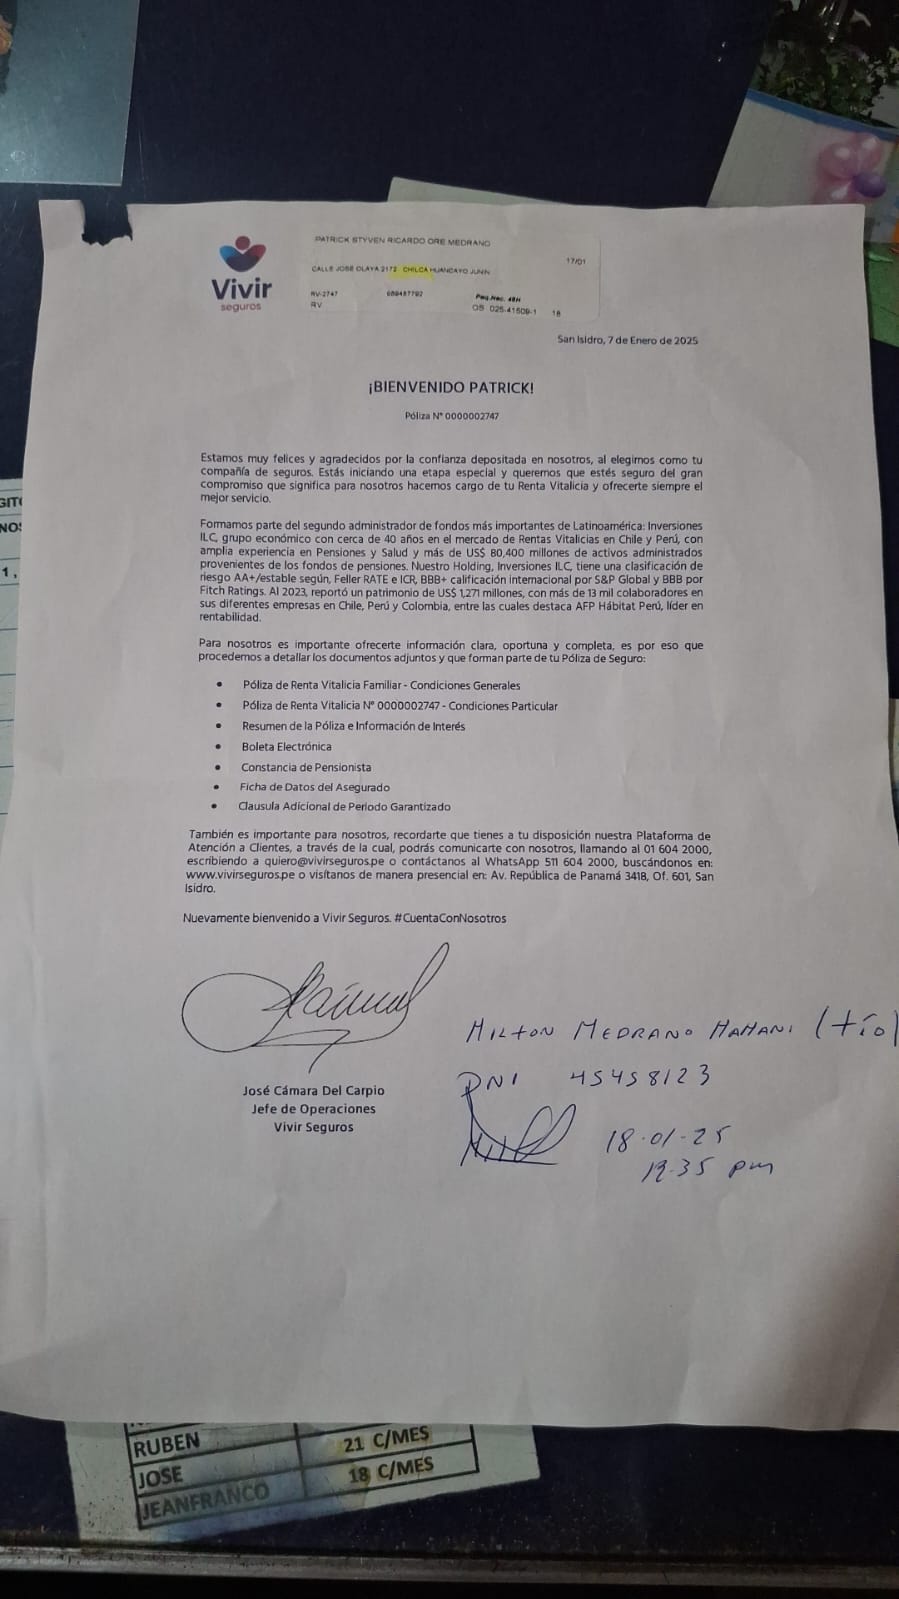 Vivir
seguros
PATRICK STYVEN RICARDO ORE MEDRANO
17/01
CALLE JOSE OLAYA 2172 CHILCA HUANCAYO JUNIN
RV-2747 989487792 Paq.Nac. 48H
RV OS 025-41509-1 18
San Isidro, 7 de Enero de 2025
¡BIENVENIDO PATRICK!
Póliza N° 0000002747
Estamos muy felices y agradecidos por la confianza depositada en nosotros, al elegirnos como tu
compañía de seguros. Estás iniciando una etapa especial y queremos que estés seguro del gran
compromiso que significa para nosotros hacernos cargo de tu Renta Vitalicia y ofrecerte siempre el
mejor servicio.
Formamos parte del segundo administrador de fondos más importantes de Latinoamérica: Inversiones
ILC, grupo económico con cerca de 40 años en el mercado de Rentas Vitalicias en Chile y Perú, con
amplia experiencia en Pensiones y Salud y más de US$ 80,400 millones de activos administrados
provenientes de los fondos de pensiones. Nuestro Holding, Inversiones ILC, tiene una clasificación de
riesgo AA+/estable según, Feller RATE e ICR, BBB+ calificación internacional por S&P Global y BBB por
Fitch Ratings. Al 2023, reportó un patrimonio de US$ 1,271 millones, con más de 13 mil colaboradores en
sus diferentes empresas en Chile, Perú y Colombia, entre las cuales destaca AFP Hábitat Perú, líder en
rentabilidad.
Para nosotros es importante ofrecerte información clara, oportuna y completa, es por eso que
procedemos a detallar los documentos adjuntos y que forman parte de tu Póliza de Seguro:
• Póliza de Renta Vitalicia Familiar - Condiciones Generales
• Póliza de Renta Vitalicia N° 0000002747 - Condiciones Particular
• Resumen de la Póliza e Información de Interés
• Boleta Electrónica
• Constancia de Pensionista
• Ficha de Datos del Asegurado
• Clausula Adicional de Periodo Garantizado
También es importante para nosotros, recordarte que tienes a tu disposición nuestra Plataforma de
Atención a Clientes, a través de la cual, podrás comunicarte con nosotros, llamando al 01 604 2000,
escribiendo a quiero@vivirseguros.pe o contáctanos al WhatsApp 511 604 2000, buscándonos en:
www.vivirseguros.pe o visítanos de manera presencial en: Av. República de Panamá 3418, Of. 601, San
Isidro.
Nuevamente bienvenido a Vivir Seguros. #CuentaConNosotros
MILTON MEDRANO MAMANI (tío)
DNI 45458123
18-01-25
12:35 pm
José Cámara Del Carpio
Jefe de Operaciones
Vivir Seguros
RUBEN 21 C/MES
JOSE 18 C/MES
JEANFRANCO